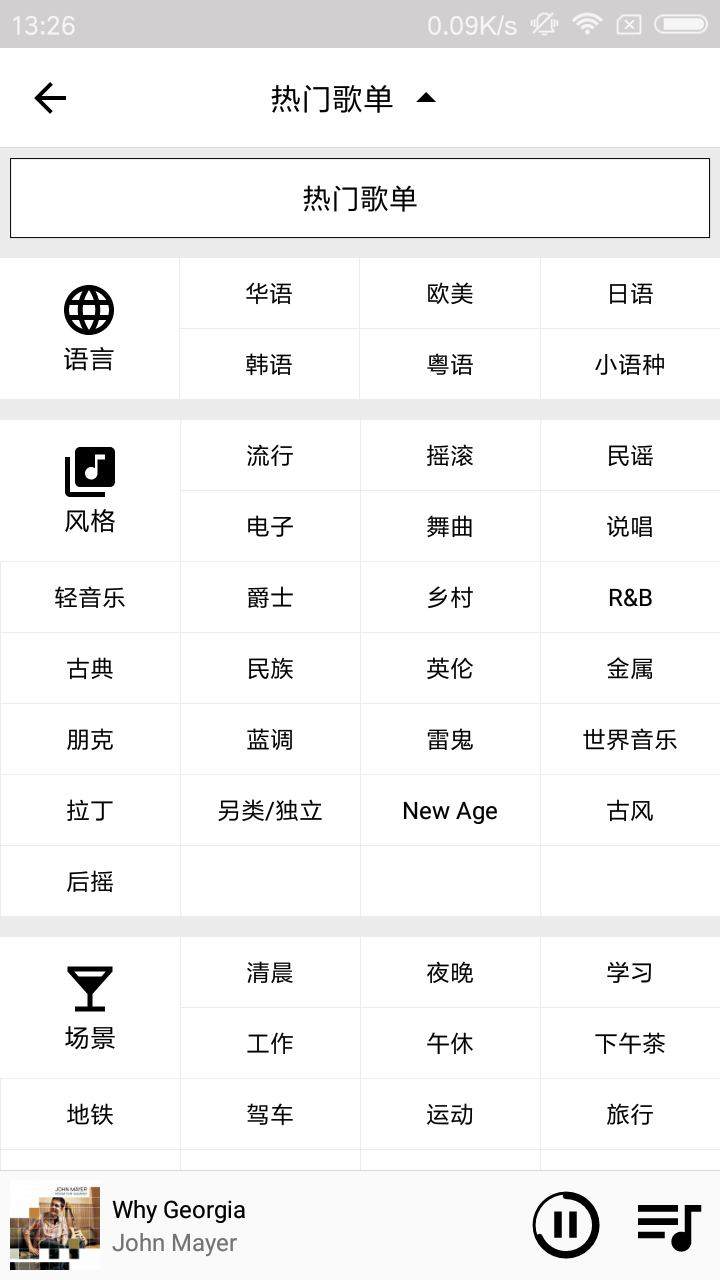 13:26 0.09K/s
热门歌单
热门歌单
华语 欧美 日语
语言
韩语 粤语 小语种
流行 摇滚 民谣
风格
电子 舞曲 说唱
轻音乐 爵士 乡村 R&B
古典 民族 英伦 金属
朋克 蓝调 雷鬼 世界音乐
拉丁 另类/独立 New Age 古风
后摇
清晨 夜晚 学习
场景
工作 午休 下午茶
地铁 驾车 运动 旅行
JOHN MAYER
Why Georgia
John Mayer